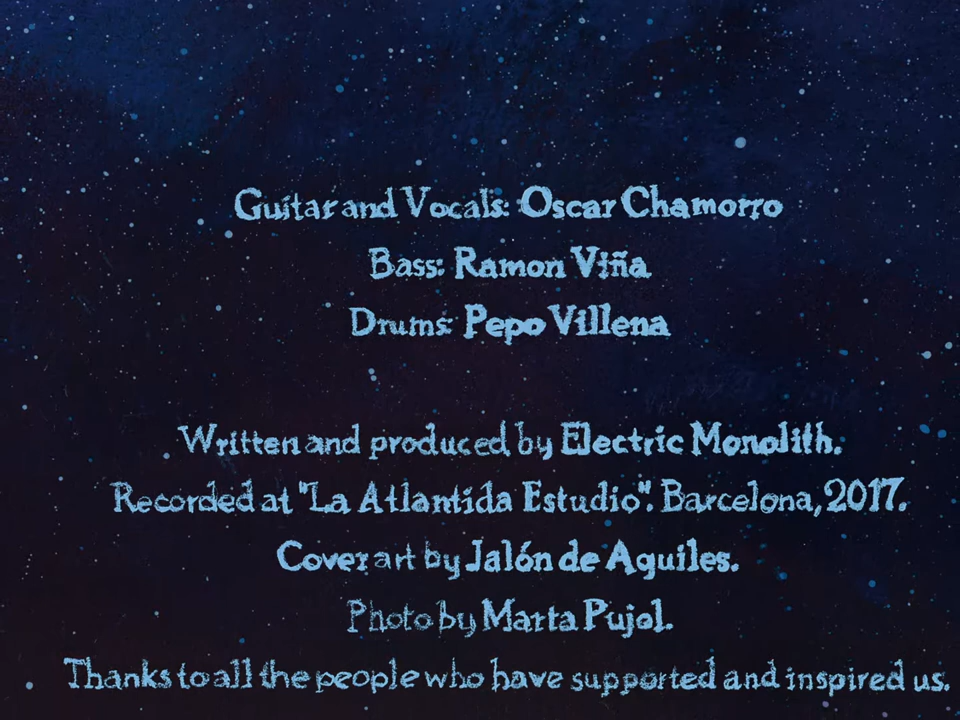 Guitar and Vocals: Oscar Chamorro
Bass: Ramon Viña
Drums: Pepo Villena
Written and produced by Electric Monolith.
Recorded at "La Atlantida Estudio". Barcelona, 2017.
Cover art by Jalón de Aquiles.
Photo by Marta Pujol.
Thanks to all the people who have supported and inspired us.